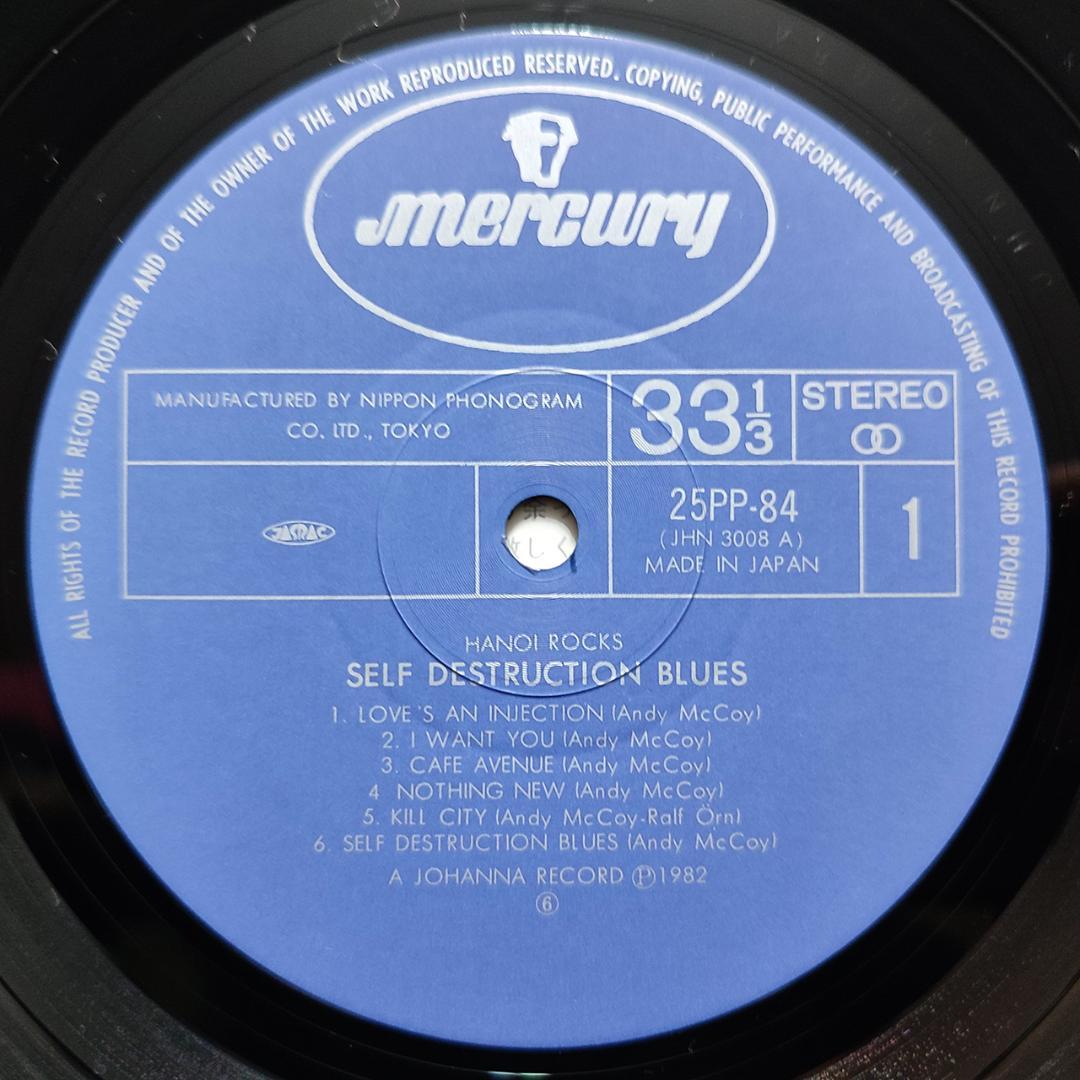 ALL RIGHTS OF THE RECORD PRODUCER AND OF THE OWNER OF THE WORK REPRODUCED RESERVED. COPYING, PUBLIC PERFORMANCE AND BROADCASTING OF THIS RECORD PROHIBITED
mercury
MANUFACTURED BY NIPPON PHONOGRAM
CO. LTD., TOKYO
33 1/3
STEREO
JASRAC
25PP-84
(JHN 3008 A)
MADE IN JAPAN
1
HANOI ROCKS
SELF DESTRUCTION BLUES
1. LOVE'S AN INJECTION (Andy McCoy)
2. I WANT YOU (Andy McCoy)
3. CAFE AVENUE (Andy McCoy)
4 NOTHING NEW (Andy McCoy)
5. KILL CITY (Andy McCoy-Ralf Örn)
6. SELF DESTRUCTION BLUES (Andy McCoy)
A JOHANNA RECORD Ⓟ1982
⑥